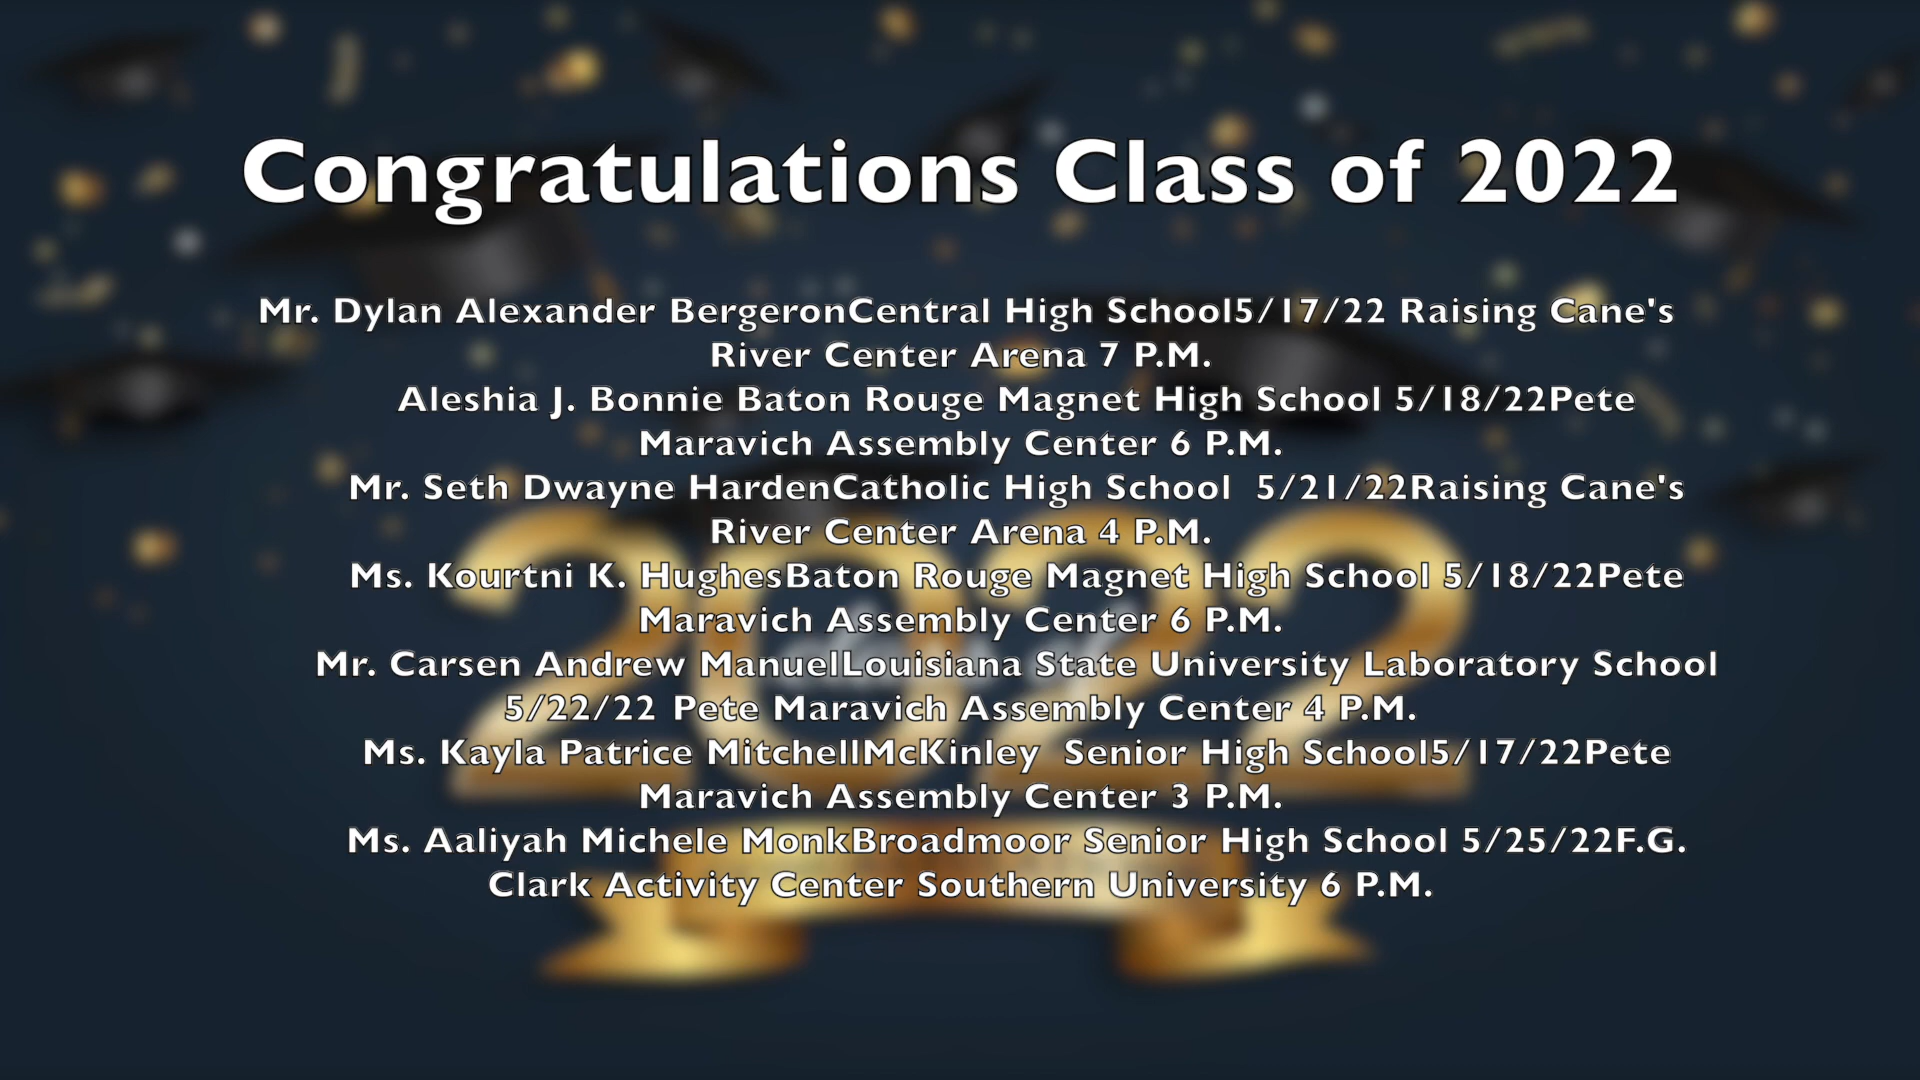 Congratulations Class of 2022
Mr. Dylan Alexander BergeronCentral High School5/17/22 Raising Cane's
River Center Arena 7 P.M.
Aleshia J. Bonnie Baton Rouge Magnet High School 5/18/22Pete
Maravich Assembly Center 6 P.M.
Mr. Seth Dwayne HardenCatholic High School  5/21/22Raising Cane's
River Center Arena 4 P.M.
Ms. Kourtni K. HughesBaton Rouge Magnet High School 5/18/22Pete
Maravich Assembly Center 6 P.M.
Mr. Carsen Andrew ManuelLouisiana State University Laboratory School
5/22/22 Pete Maravich Assembly Center 4 P.M.
Ms. Kayla Patrice MitchellMcKinley  Senior High School5/17/22Pete
Maravich Assembly Center 3 P.M.
Ms. Aaliyah Michele MonkBroadmoor Senior High School 5/25/22F.G.
Clark Activity Center Southern University 6 P.M.
2022